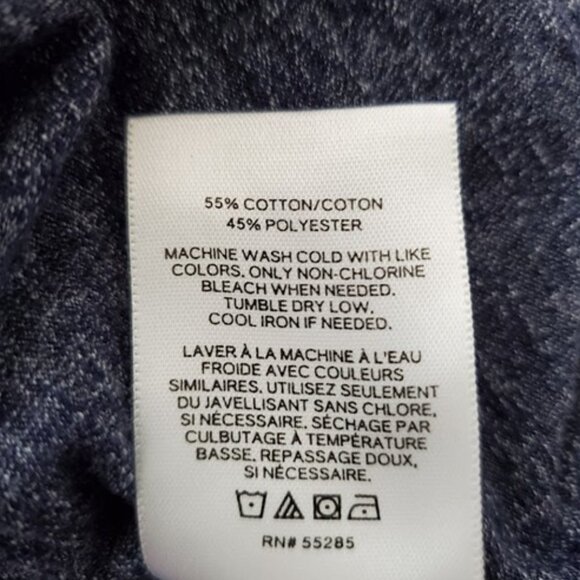 55% COTTON/COTON
45% POLYESTER
MACHINE WASH COLD WITH LIKE
COLORS. ONLY NON-CHLORINE
BLEACH WHEN NEEDED.
TUMBLE DRY LOW.
COOL IRON IF NEEDED.
LAVER À LA MACHINE À L'EAU
FROIDE AVEC COULEURS
SIMILAIRES. UTILISEZ SEULEMENT
DU JAVELLISANT SANS CHLORE,
SI NÉCESSAIRE. SÉCHAGE PAR
CULBUTAGE À TEMPÉRATURE
BASSE. REPASSAGE DOUX,
SI NÉCESSAIRE.
RN# 55285